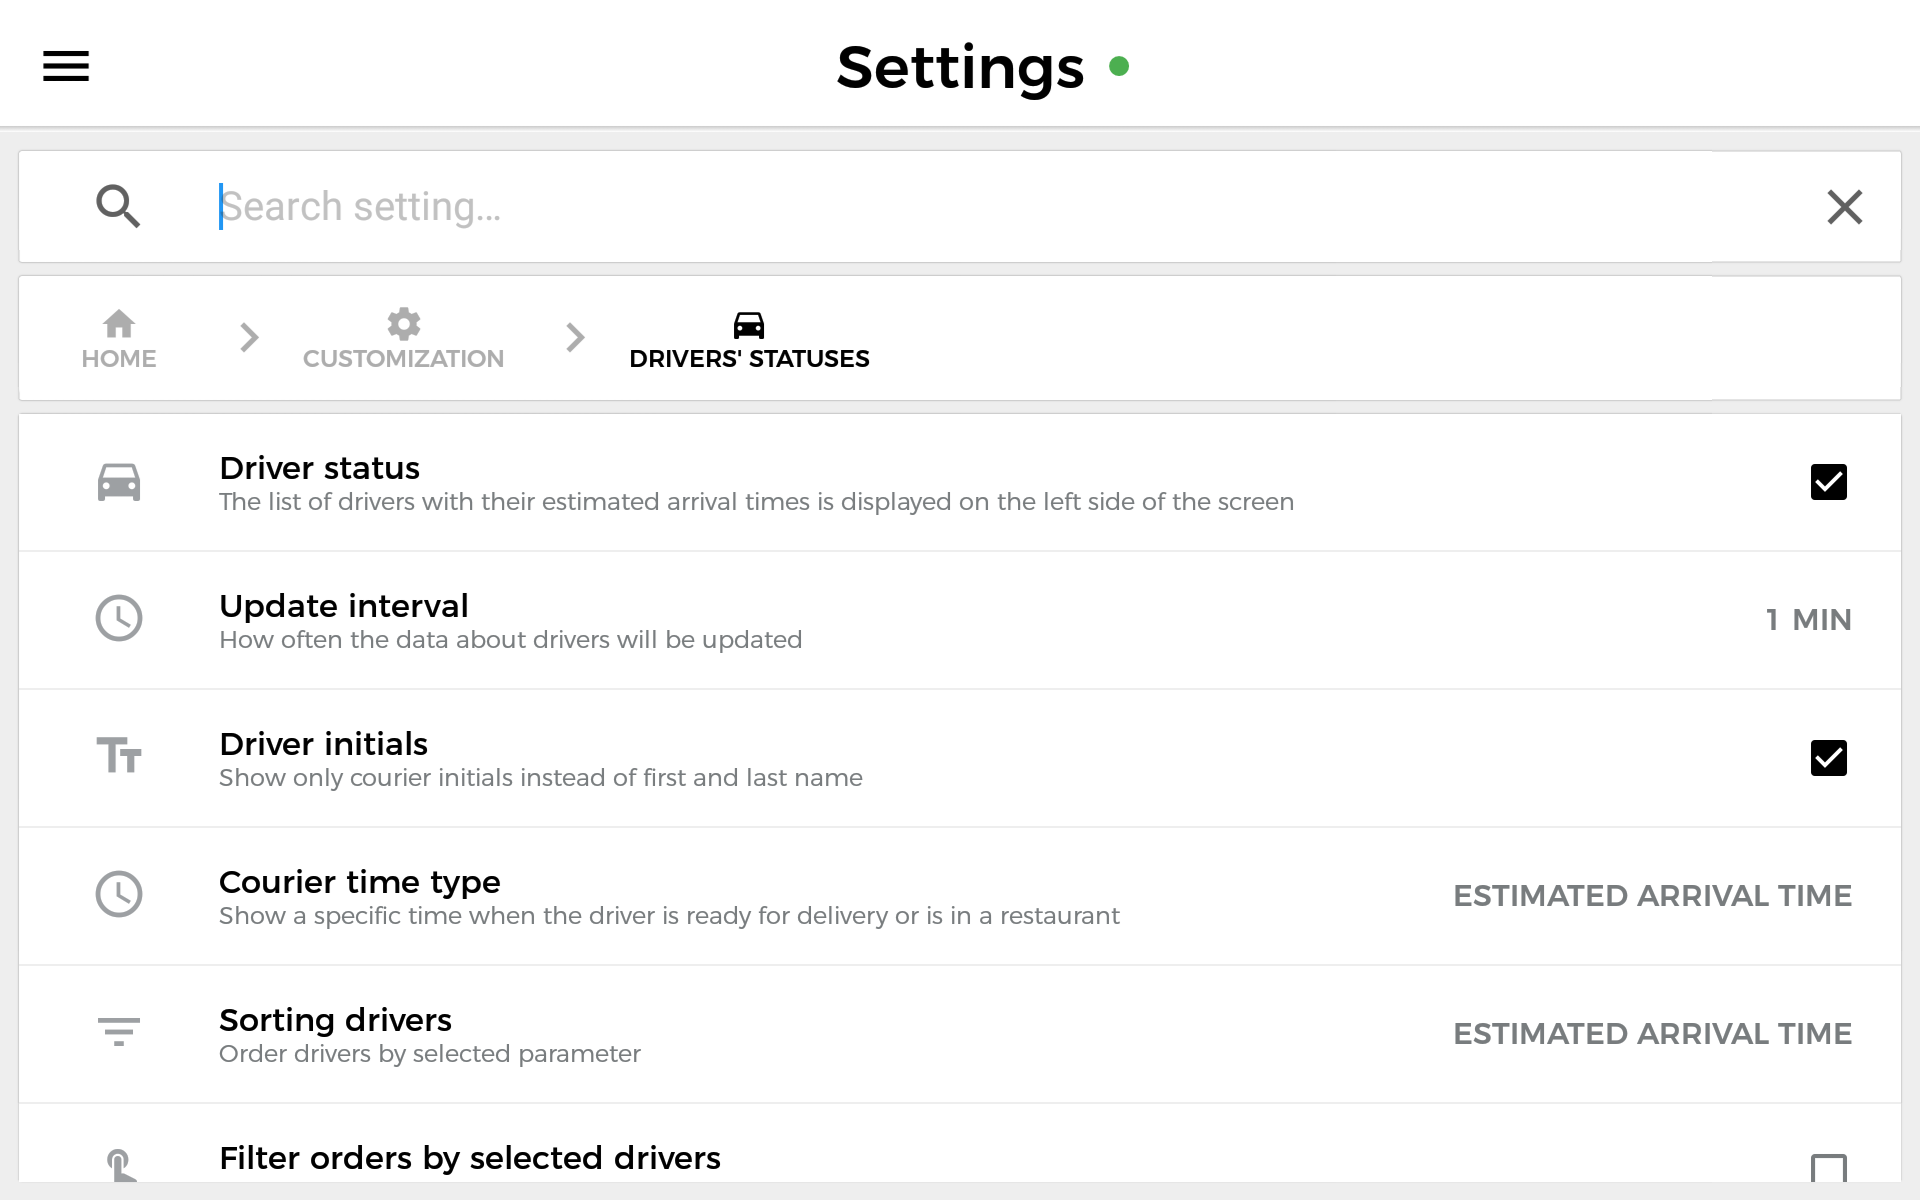 Settings
Search setting...
HOME
CUSTOMIZATION
DRIVERS' STATUSES
Driver status
The list of drivers with their estimated arrival times is displayed on the left side of the screen
Update interval
How often the data about drivers will be updated
1 MIN
Driver initials
Show only courier initials instead of first and last name
Courier time type
Show a specific time when the driver is ready for delivery or is in a restaurant
ESTIMATED ARRIVAL TIME
Sorting drivers
Order drivers by selected parameter
ESTIMATED ARRIVAL TIME
Filter orders by selected drivers